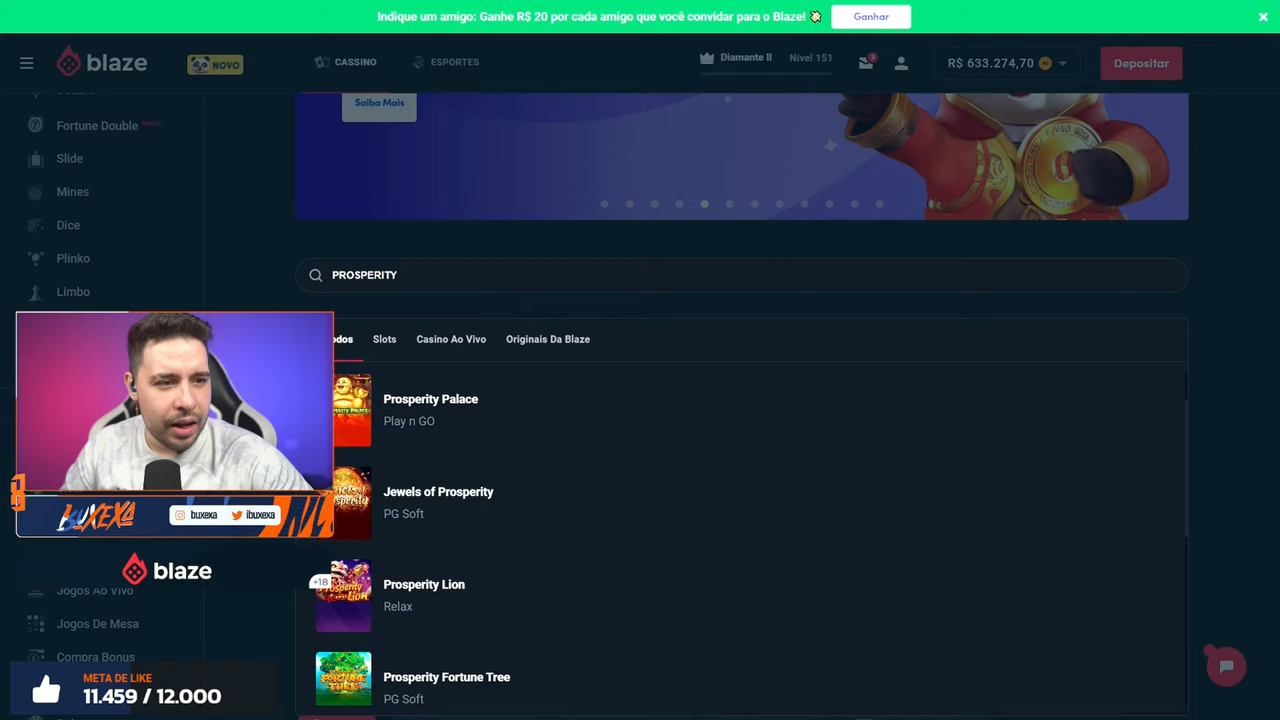 Indique um amigo: Ganhe R$ 20 por cada amigo que você convidar para o Blaze!
Ganhar
blaze
NOVO
CASSINO
ESPORTES
Diamante II
Nível 151
3
R$ 633.274,70
R$
Depositar
Saiba Mais
Fortune Double
Slide
Mines
Dice
Plinko
Limbo
PROSPERITY
odos
Slots
Casino Ao Vivo
Originais Da Blaze
Prosperity Palace
Play n GO
Jewels of Prosperity
PG Soft
Prosperity Lion
Relax
Prosperity Fortune Tree
PG Soft
BUXEXA
buxexa
ibuxexa
blaze
+18
Jogos Ao Vivo
Jogos De Mesa
Compra Bonus
META DE LIKE
11.459 / 12.000